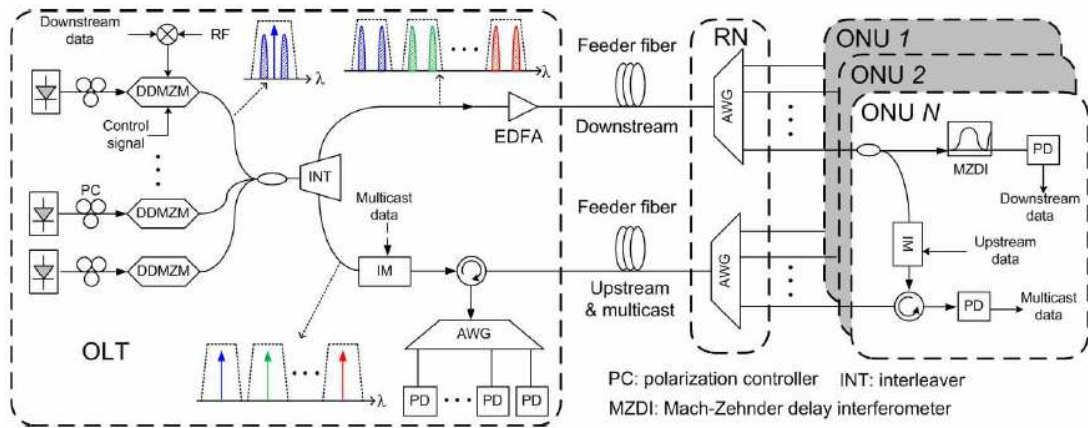 Downstream data
RF
λ
λ
DDMZM
Control signal
PC
DDMZM
DDMZM
INT
EDFA
Multicast data
IM
AWG
PD
PD
PD
λ
OLT
Feeder fiber
Downstream
Feeder fiber
Upstream & multicast
RN
AWG
AWG
ONU 1
ONU 2
ONU N
MZDI
PD
Downstream data
IM
Upstream data
PD
Multicast data
PC: polarization controller INT: interleaver
MZDI: Mach-Zehnder delay interferometer